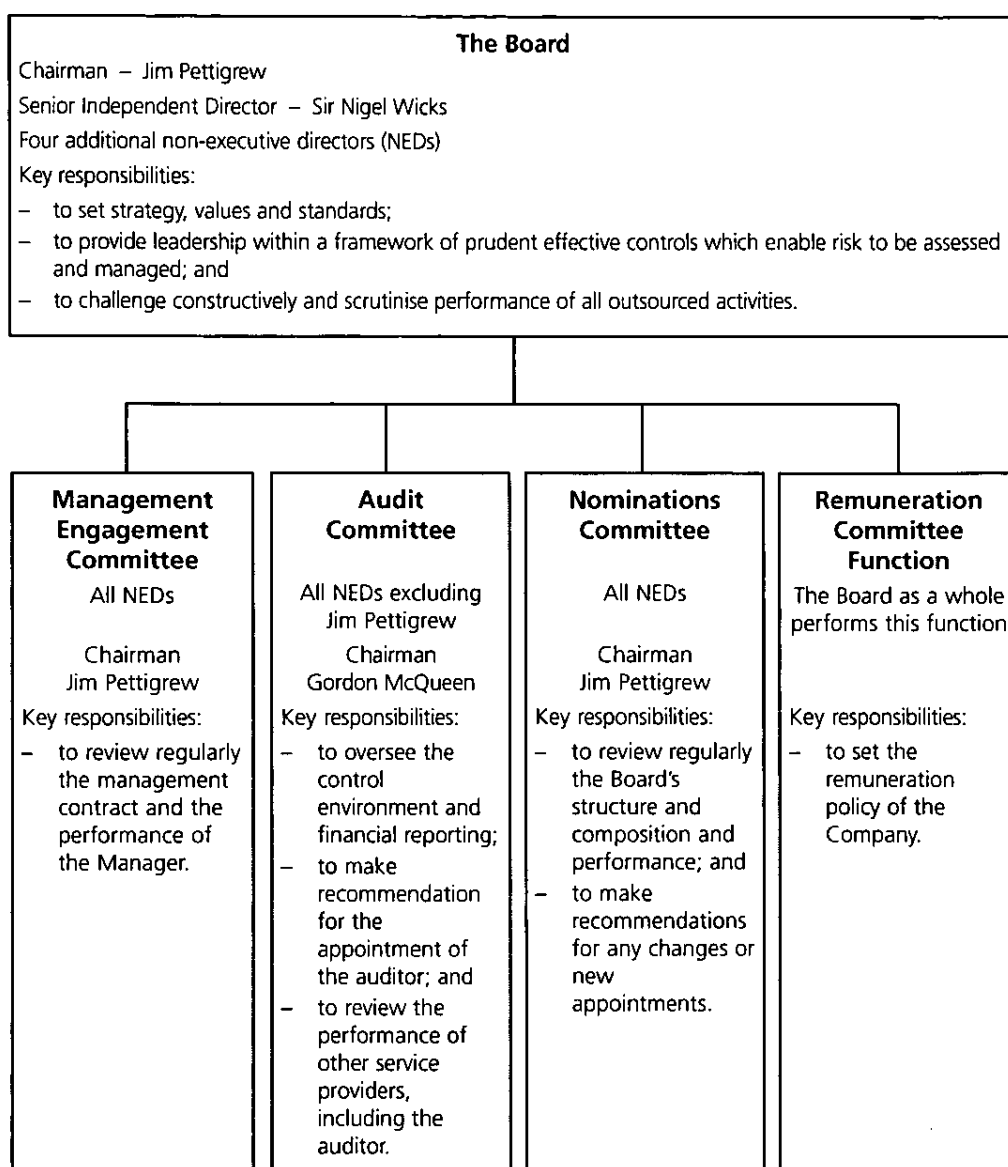 The Board
Chairman – Jim Pettigrew
Senior Independent Director – Sir Nigel Wicks
Four additional non-executive directors (NEDs)
Key responsibilities:
– to set strategy, values and standards;
– to provide leadership within a framework of prudent effective controls which enable risk to be assessed
and managed; and
– to challenge constructively and scrutinise performance of all outsourced activities.
Management
Engagement
Committee
All NEDs
Chairman
Jim Pettigrew
Key responsibilities:
– to review regularly
the management
contract and the
performance of
the Manager.
Audit
Committee
All NEDs excluding
Jim Pettigrew
Chairman
Gordon McQueen
Key responsibilities:
– to oversee the
control
environment and
financial reporting;
– to make
recommendation
for the
appointment of
the auditor; and
– to review the
performance of
other service
providers,
including the
auditor.
Nominations
Committee
All NEDs
Chairman
Jim Pettigrew
Key responsibilities:
– to review regularly
the Board's
structure and
composition and
performance; and
– to make
recommendations
for any changes or
new
appointments.
Remuneration
Committee
Function
The Board as a whole
performs this function
Key responsibilities:
– to set the
remuneration
policy of the
Company.